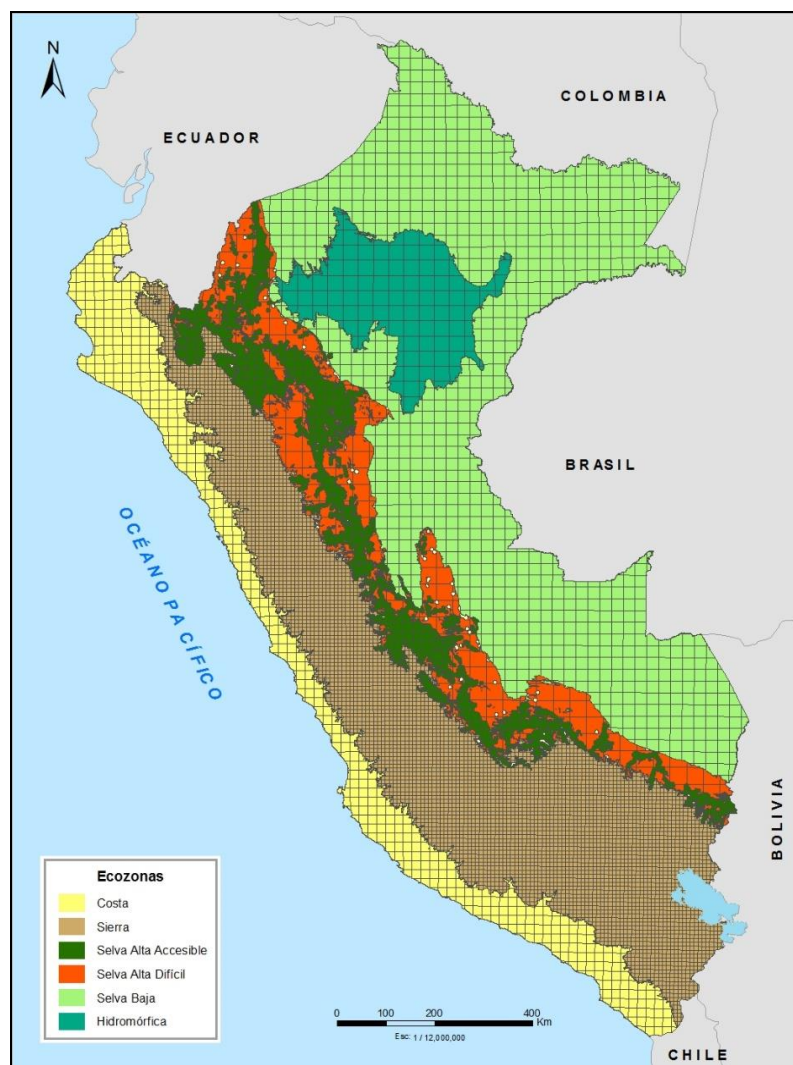 N
COLOMBIA
ECUADOR
BRASIL
OCÉANO PACÍFICO
BOLIVIA
Ecozonas
Costa
Sierra
Selva Alta Accesible
Selva Alta Difícil
Selva Baja
Hidromórfica
0 100 200 400
Km
Esc: 1 / 12,000,000
CHILE